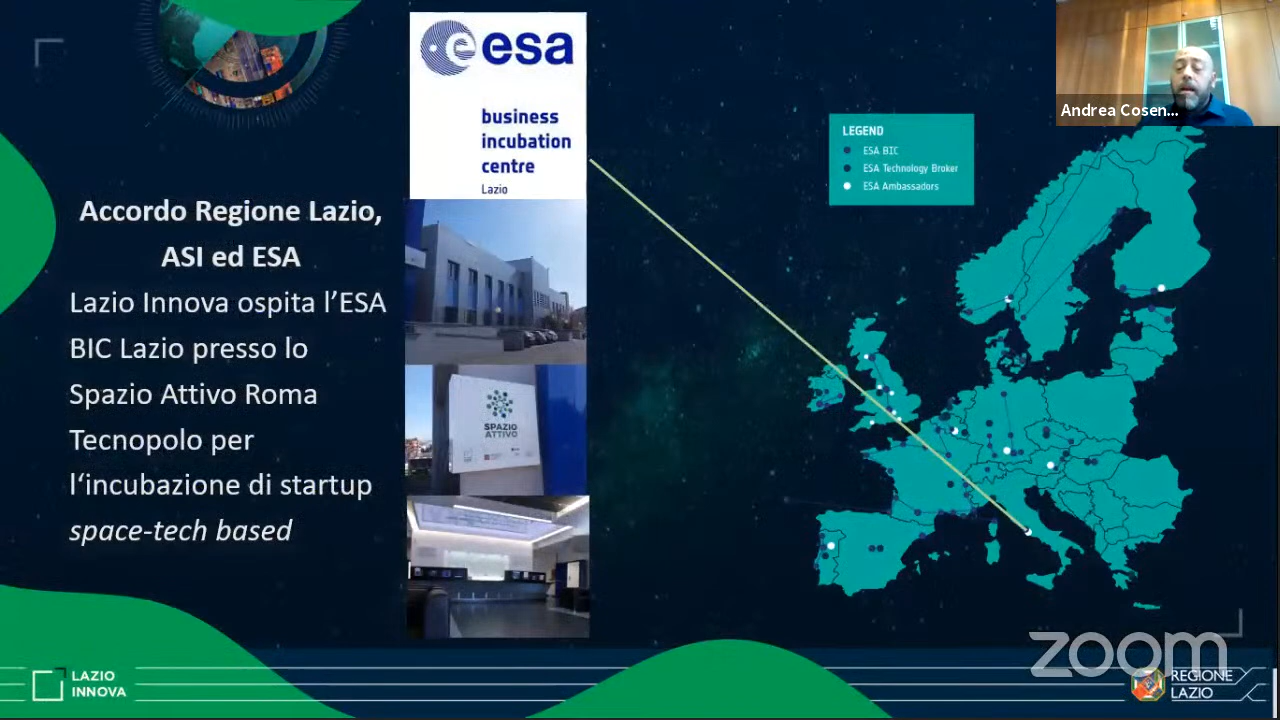 esa
business
incubation
centre
Lazio
Accordo Regione Lazio,
ASI ed ESA
Lazio Innova ospita l’ESA
BIC Lazio presso lo
Spazio Attivo Roma
Tecnopolo per
l‘incubazione di startup
space-tech based
SPAZIO
ATTIVO
LEGEND
ESA BIC
ESA Technology Broker
ESA Ambassadors
Andrea Cosen...
zoom
LAZIO
INNOVA
REGIONE
LAZIO